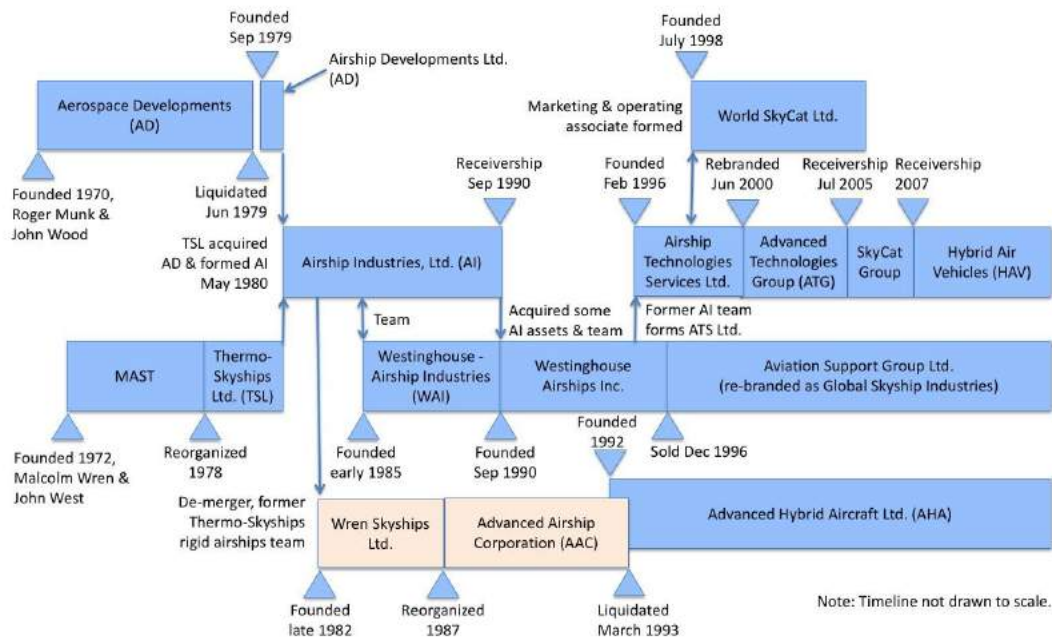 Founded
Sep 1979
Airship Developments Ltd.
(AD)
Aerospace Developments
(AD)
Founded 1970,
Roger Munk &
John Wood
Liquidated
Jun 1979
Founded
July 1998
Marketing & operating
associate formed
World SkyCat Ltd.
TSL acquired
AD & formed AI
May 1980
Airship Industries, Ltd. (AI)
Receivership
Sep 1990
Founded
Feb 1996
Rebranded
Jun 2000
Receivership
Jul 2005
Receivership
2007
Airship
Technologies
Services Ltd.
Advanced
Technologies
Group (ATG)
SkyCat
Group
Hybrid Air
Vehicles (HAV)
Team
Acquired some
AI assets & team
Former AI team
forms ATS Ltd.
MAST
Thermo-
Skyships
Ltd. (TSL)
Westinghouse -
Airship Industries
(WAI)
Westinghouse
Airships Inc.
Aviation Support Group Ltd.
(re-branded as Global Skyship Industries)
Founded 1972,
Malcolm Wren &
John West
Reorganized
1978
Founded
early 1985
Founded
Sep 1990
Founded
1992
Sold Dec 1996
De-merger, former
Thermo-Skyships
rigid airships team
Wren Skyships
Ltd.
Advanced Airship
Corporation (AAC)
Advanced Hybrid Aircraft Ltd. (AHA)
Founded
late 1982
Reorganized
1987
Liquidated
March 1993
Note: Timeline not drawn to scale.